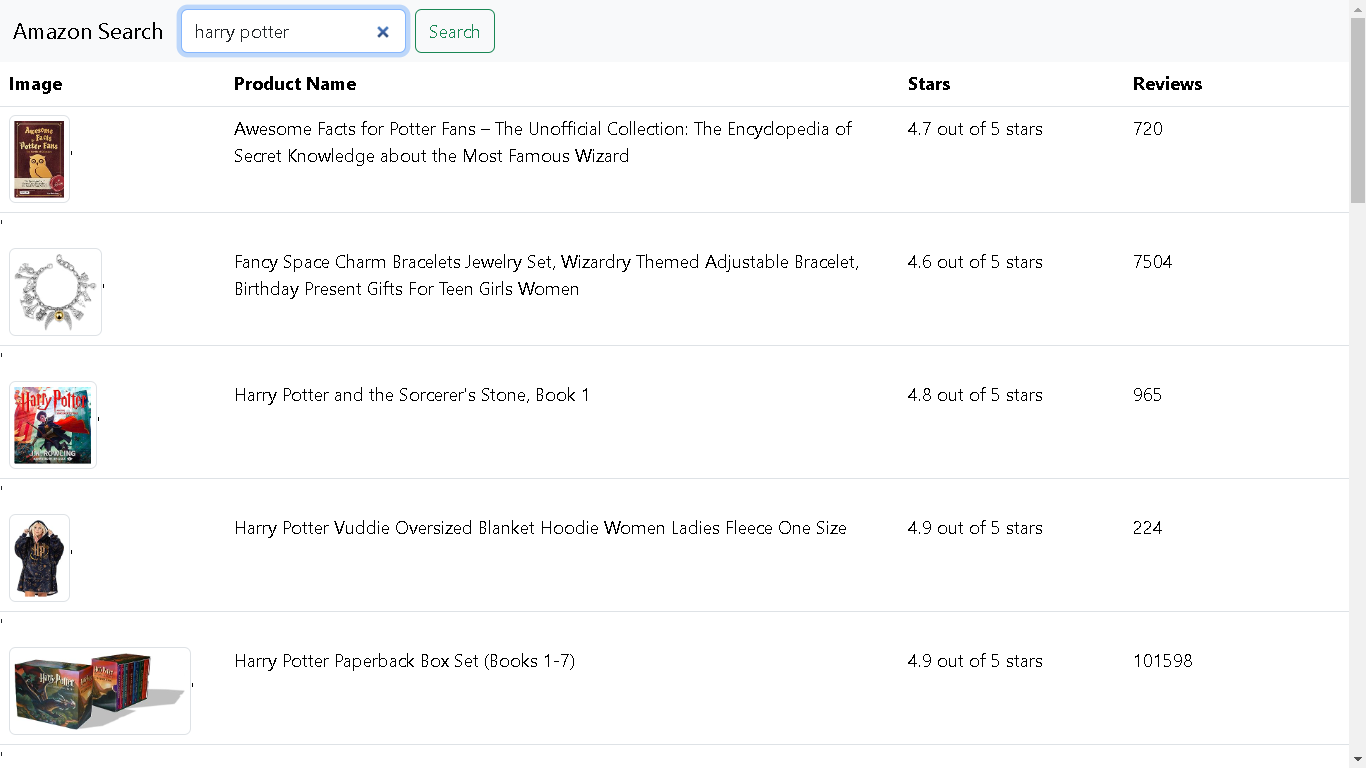 Amazon Search harry potter Search
Image Product Name Stars Reviews
Awesome Facts Potter Fans
Awesome Facts for Potter Fans – The Unofficial Collection: The Encyclopedia of 4.7 out of 5 stars 720
Secret Knowledge about the Most Famous Wizard
'
'
Fancy Space Charm Bracelets Jewelry Set, Wizardry Themed Adjustable Bracelet, 4.6 out of 5 stars 7504
Birthday Present Gifts For Teen Girls Women
'
'
Harry Potter and the Sorcerer's Stone, Book 1 4.8 out of 5 stars 965
Harry Potter
J.K. ROWLING
'
'
Harry Potter Vuddie Oversized Blanket Hoodie Women Ladies Fleece One Size 4.9 out of 5 stars 224
HP
'
'
Harry Potter Paperback Box Set (Books 1-7) 4.9 out of 5 stars 101598
Harry Potter
'
'